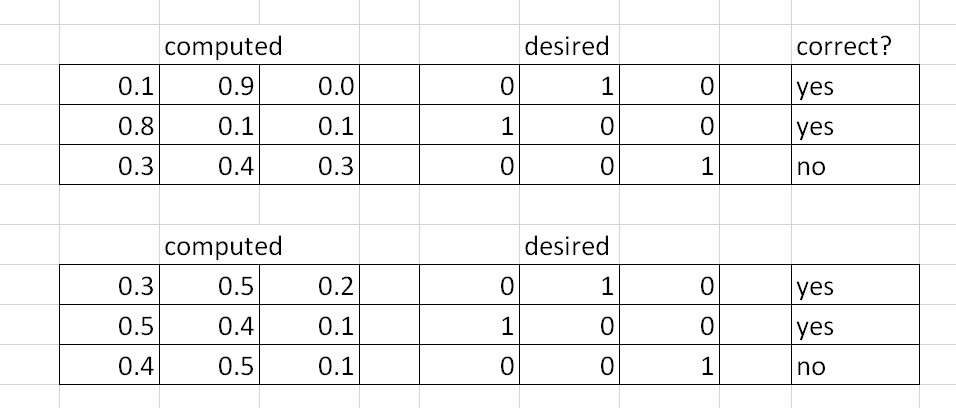 computed desired correct?
0.1 0.9 0.0 0 1 0 yes
0.8 0.1 0.1 1 0 0 yes
0.3 0.4 0.3 0 0 1 no
computed desired
0.3 0.5 0.2 0 1 0 yes
0.5 0.4 0.1 1 0 0 yes
0.4 0.5 0.1 0 0 1 no